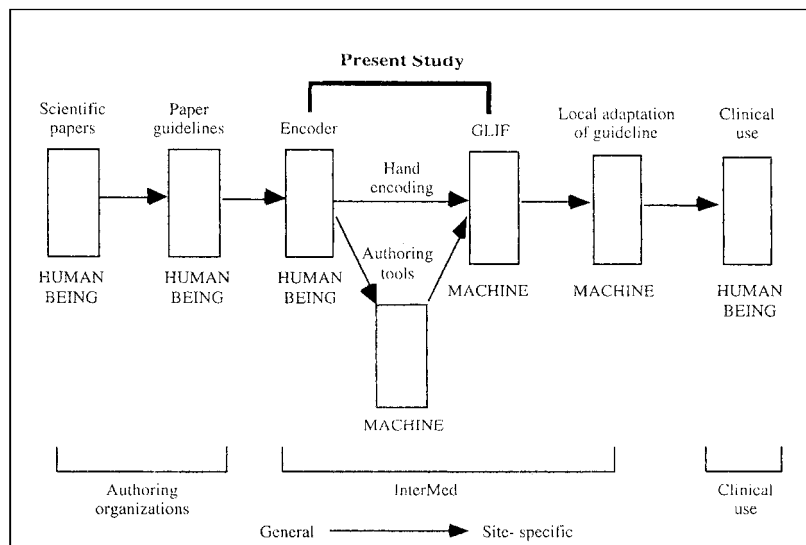 Present Study
Scientific
papers
Paper
guidelines
Encoder
GLIF
Local adaptation
of guideline
Clinical
use
Hand
encoding
Authoring
tools
HUMAN
BEING
HUMAN
BEING
HUMAN
BEING
MACHINE
MACHINE
HUMAN
BEING
MACHINE
Authoring
organizations
InterMed
Clinical
use
General
Site- specific